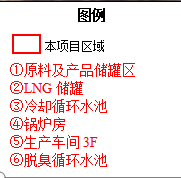 图例
本项目区域
①原料及产品储罐区
②LNG 储罐
③冷却循环水池
④锅炉房
⑤生产车间 3F
⑥脱臭循环水池